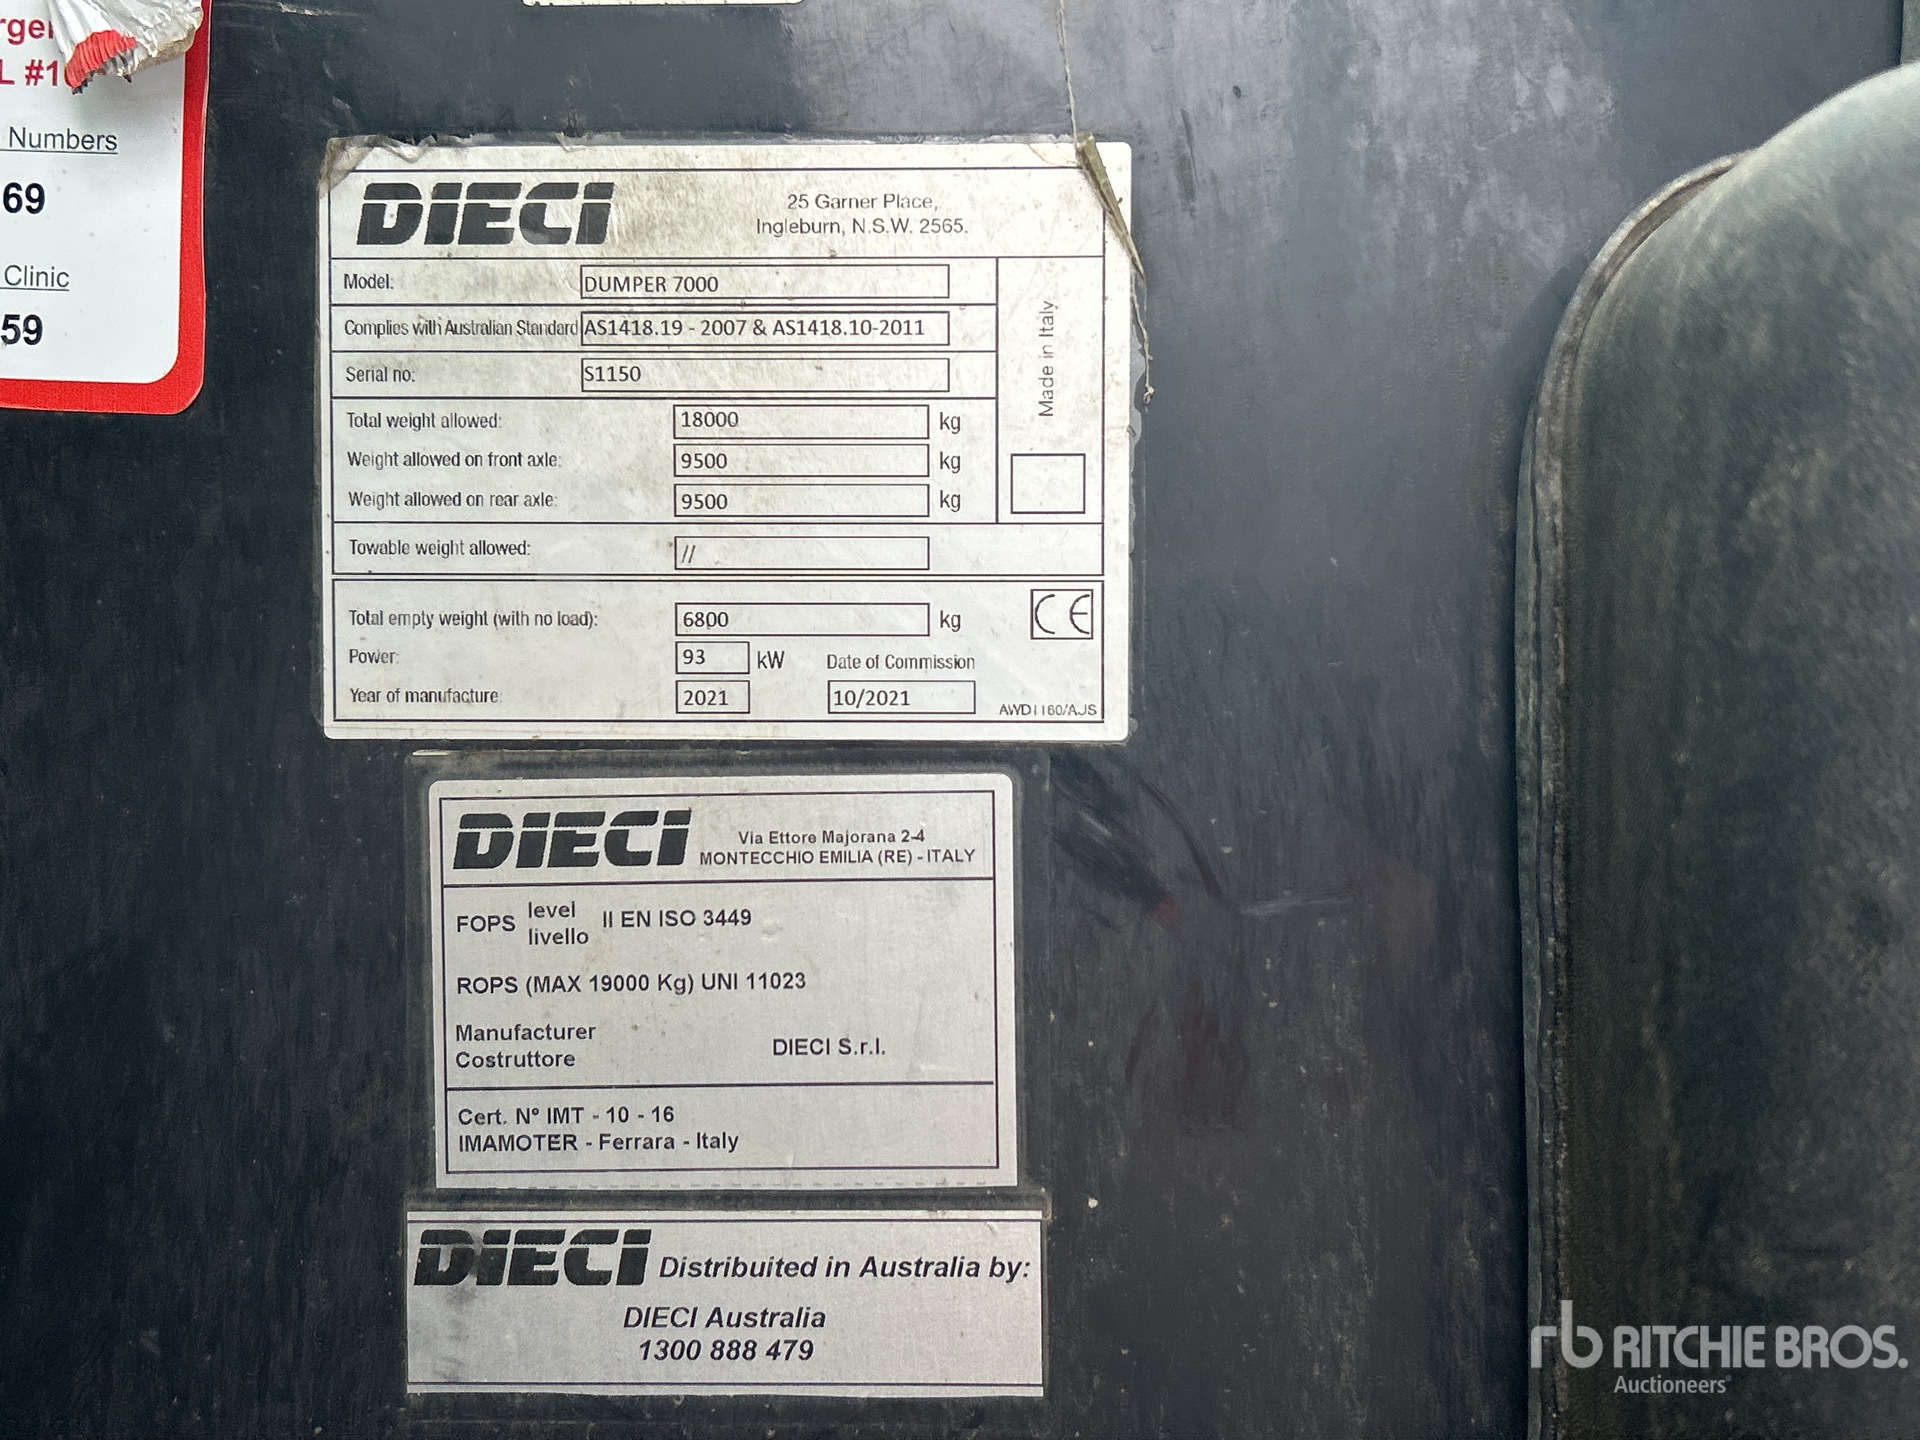 L #1
Numbers
69
Clinic
59
DIECI
25 Garner Place,
Ingleburn, N.S.W. 2565.
Model: DUMPER 7000
Complies with Australian Standard AS1418.19 - 2007 & AS1418.10-2011
Serial no: S1150
Made in Italy
Total weight allowed: 18000 kg
Weight allowed on front axle: 9500 kg
Weight allowed on rear axle: 9500 kg
Towable weight allowed: //
Total empty weight (with no load): 6800 kg
CE
Power: 93 kW Date of Commission
Year of manufacture: 2021 10/2021
AWD1160/AJS
DIECI
Via Ettore Majorana 2-4
MONTECCHIO EMILIA (RE) - ITALY
FOPS level livello II EN ISO 3449
ROPS (MAX 19000 Kg) UNI 11023
Manufacturer
Costruttore
DIECI S.r.l.
Cert. N° IMT - 10 - 16
IMAMOTER - Ferrara - Italy
DIECI Distribuited in Australia by:
DIECI Australia
1300 888 479
rb RITCHIE BROS.
Auctioneers